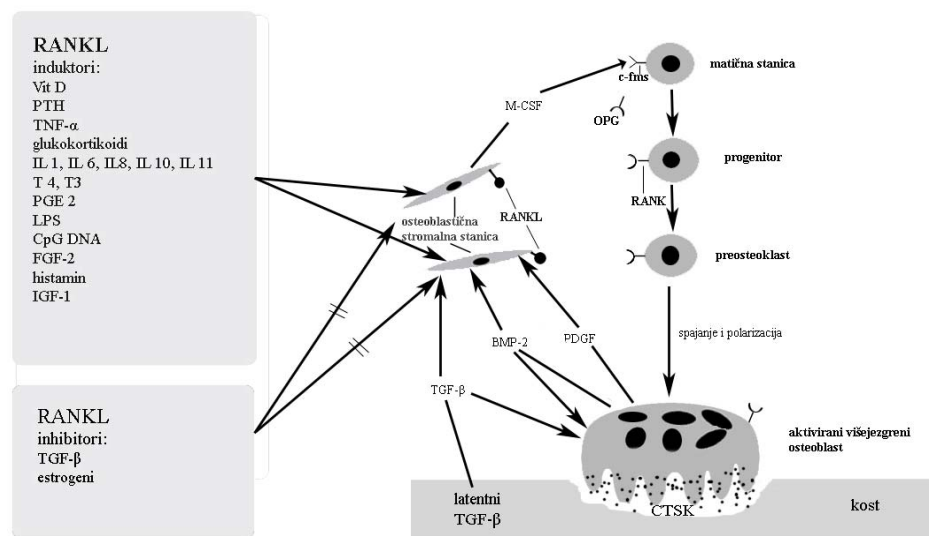 RANKL
induktori:
Vit D
PTH
TNF-α
glukokortikoidi
IL 1, IL 6, IL8, IL 10, IL 11
T 4, T3
PGE 2
LPS
CpG DNA
FGF-2
histamin
IGF-1
RANKL
inhibitori:
TGF-β
estrogeni
M-CSF
c-fms
OPG
matična stanica
progenitor
RANK
RANKL
osteoblastična
stromalna stanica
preosteoklast
spajanje i polarizacija
BMP-2
PDGF
TGF-β
aktivirani višejezgreni
osteoblast
latentni
TGF-β
CTSK
kost